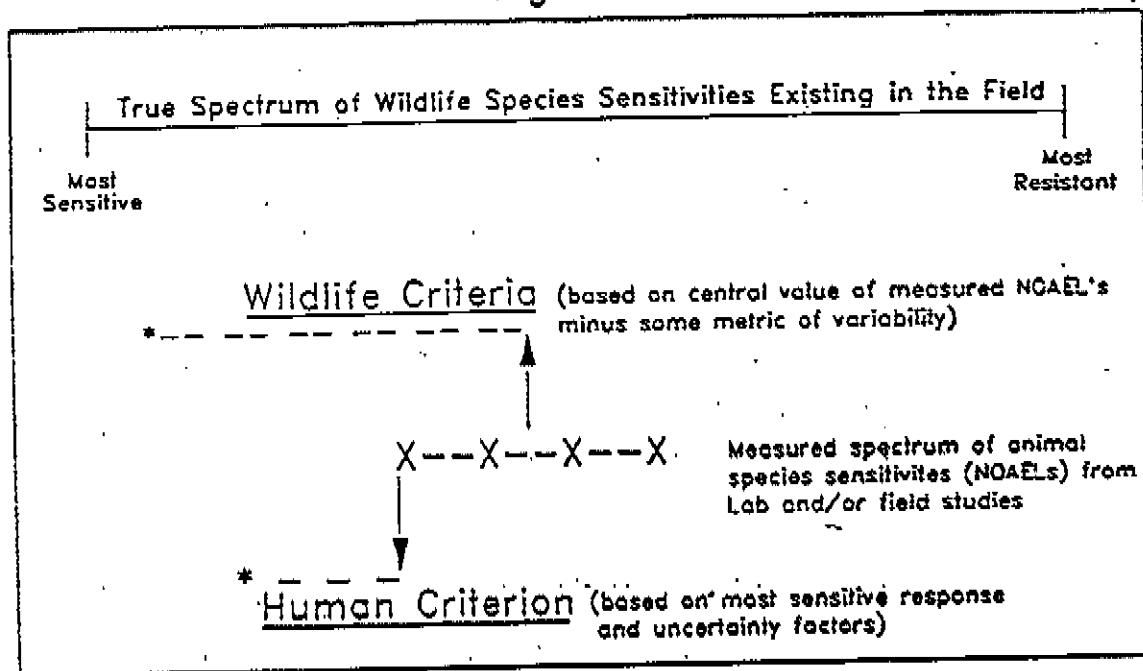 True Spectrum of Wildlife Species Sensitivities Existing in the Field
Most
Sensitive
Most
Resistant
Wildlife Criteria (based on central value of measured NOAEL's
minus some metric of variability)
*
X--X--X--X
Measured spectrum of animal
species sensitivites (NOAELs) from
Lab and/or field studies
*
Human Criterion (based on most sensitive response
and uncertainty factors)